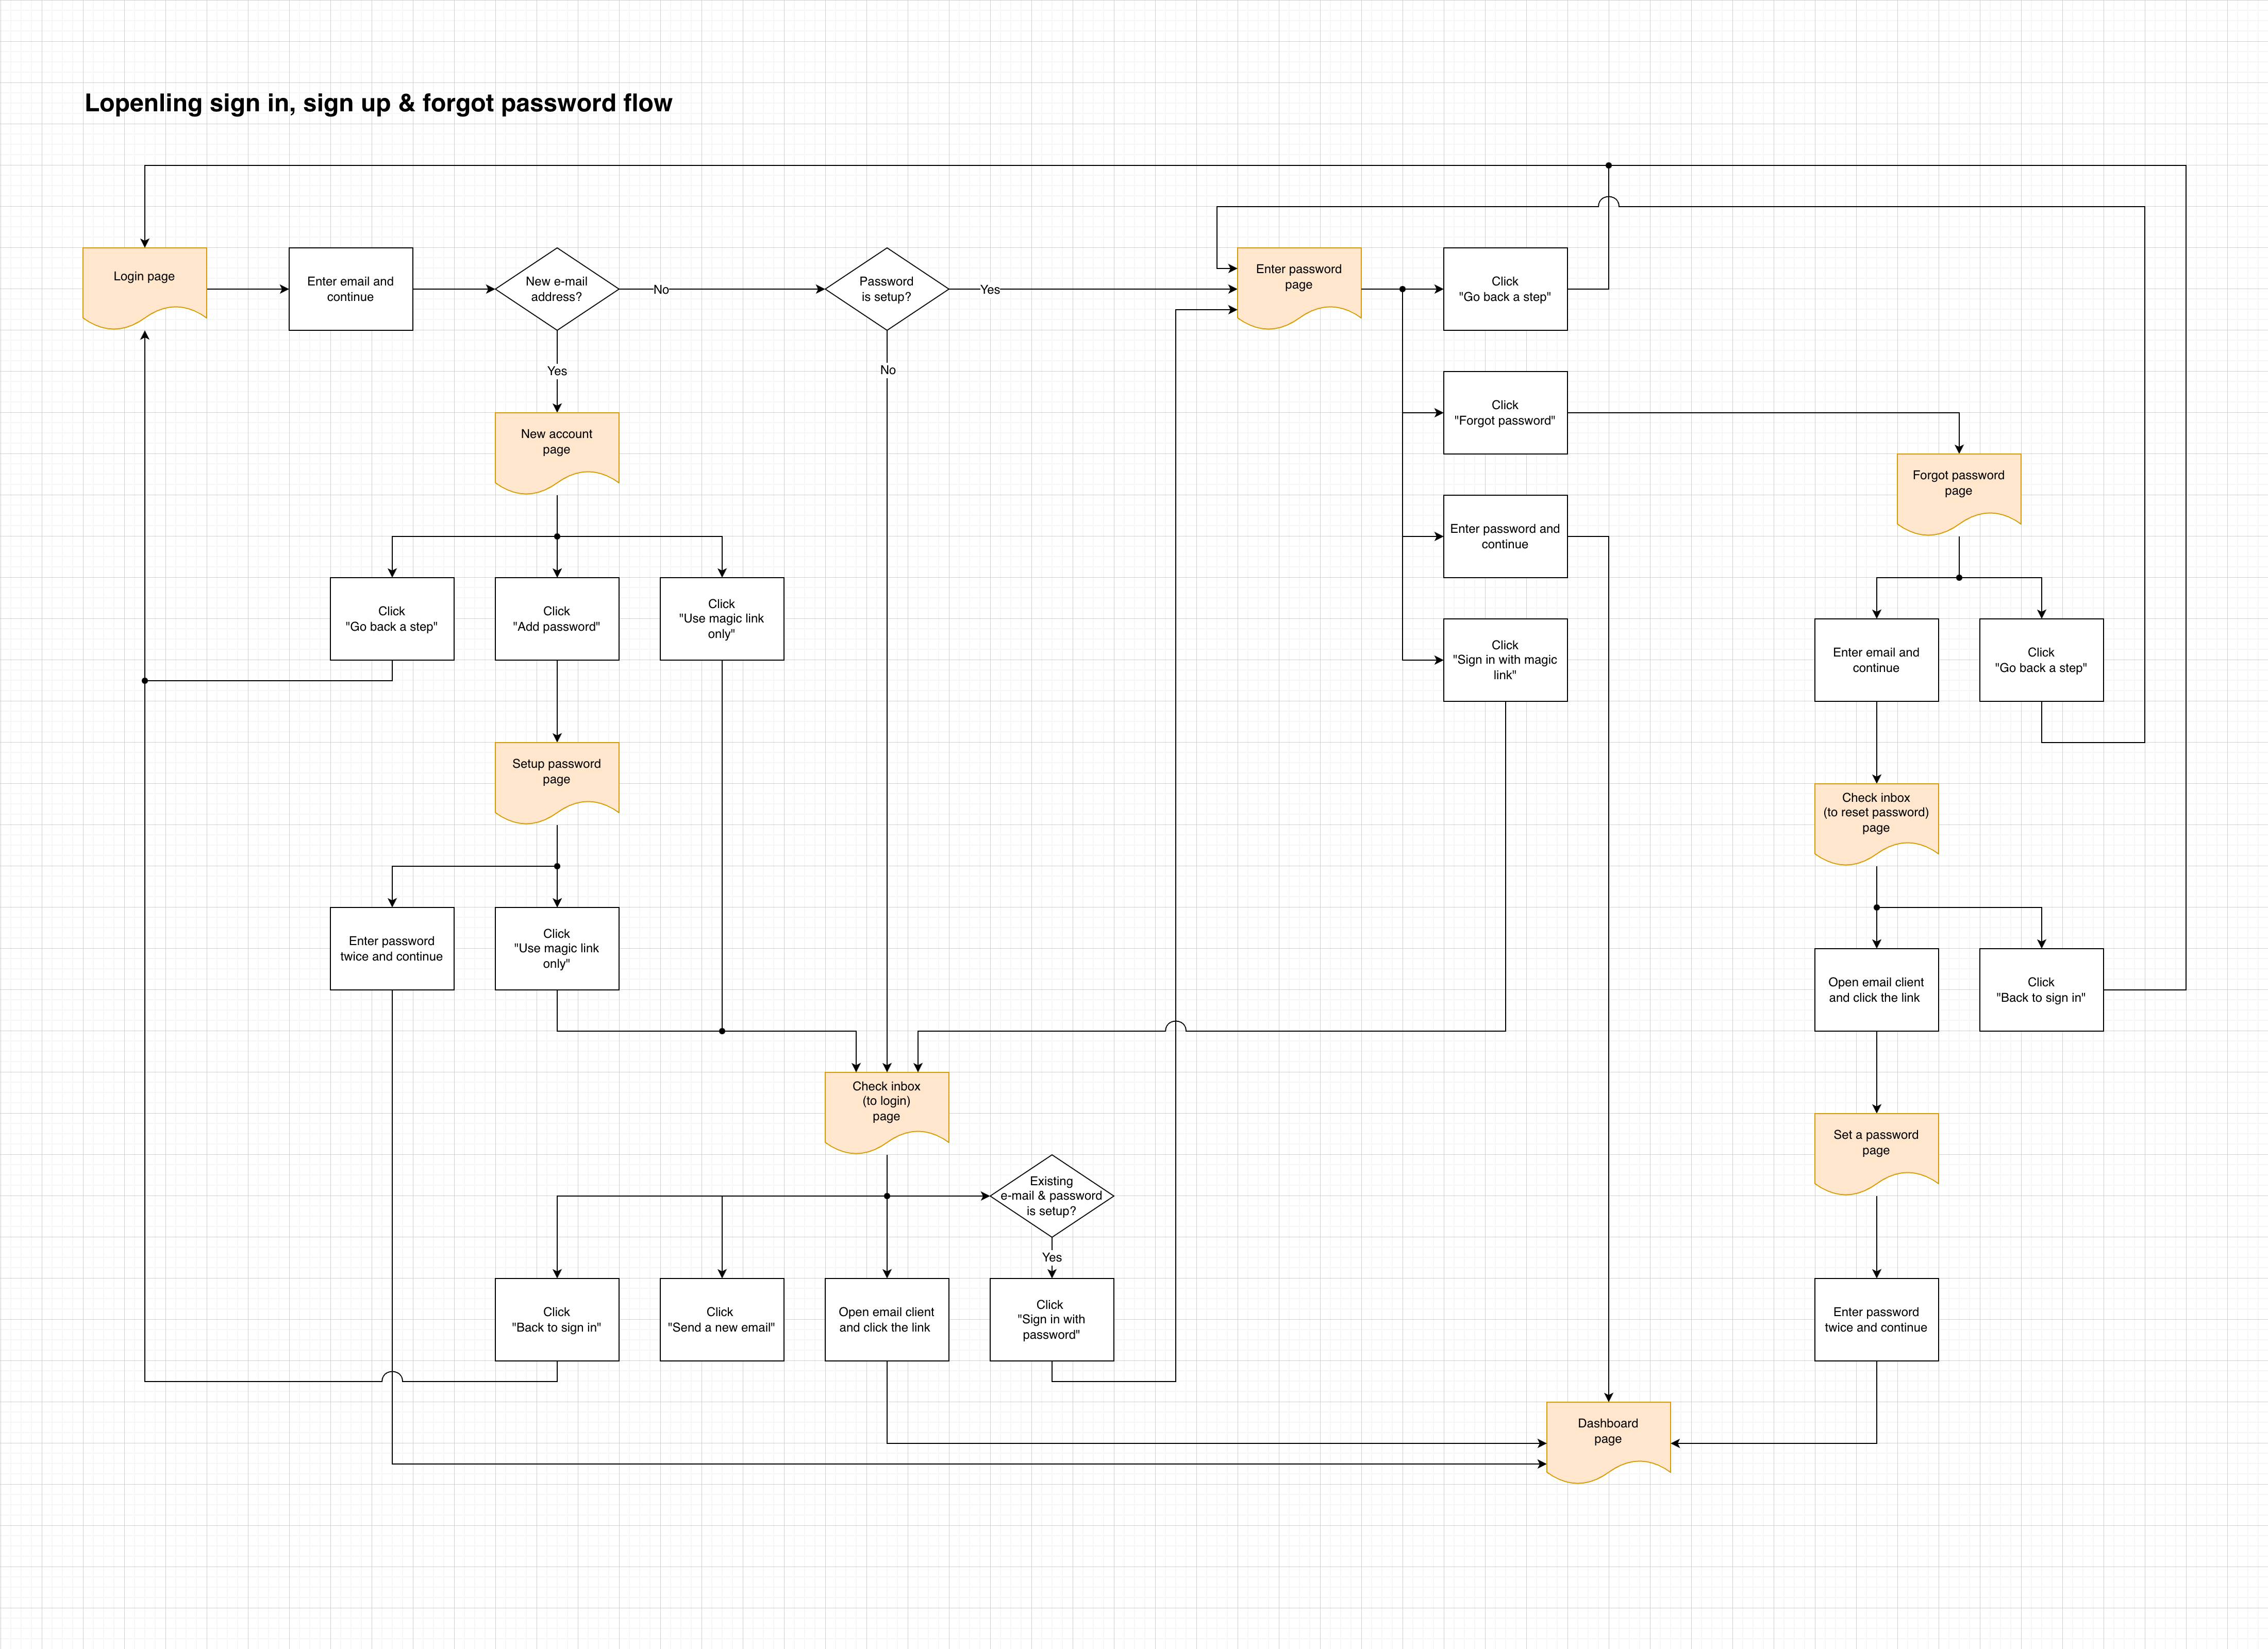 Lopenling sign in, sign up & forgot password flow
Login page
Enter email and
continue
New e-mail
address?
No
Password
is setup?
Yes
Enter password
page
Click
"Go back a step"
Yes
No
Click
"Forgot password"
New account
page
Forgot password
page
Enter password and
continue
Click
"Go back a step"
Click
"Add password"
Click
"Use magic link
only"
Click
"Sign in with magic
link"
Enter email and
continue
Click
"Go back a step"
Setup password
page
Check inbox
(to reset password)
page
Enter password
twice and continue
Click
"Use magic link
only"
Open email client
and click the link
Click
"Back to sign in"
Check inbox
(to login)
page
Set a password
page
Existing
e-mail & password
is setup?
Yes
Click
"Back to sign in"
Click
"Send a new email"
Open email client
and click the link
Click
"Sign in with
password"
Enter password
twice and continue
Dashboard
page